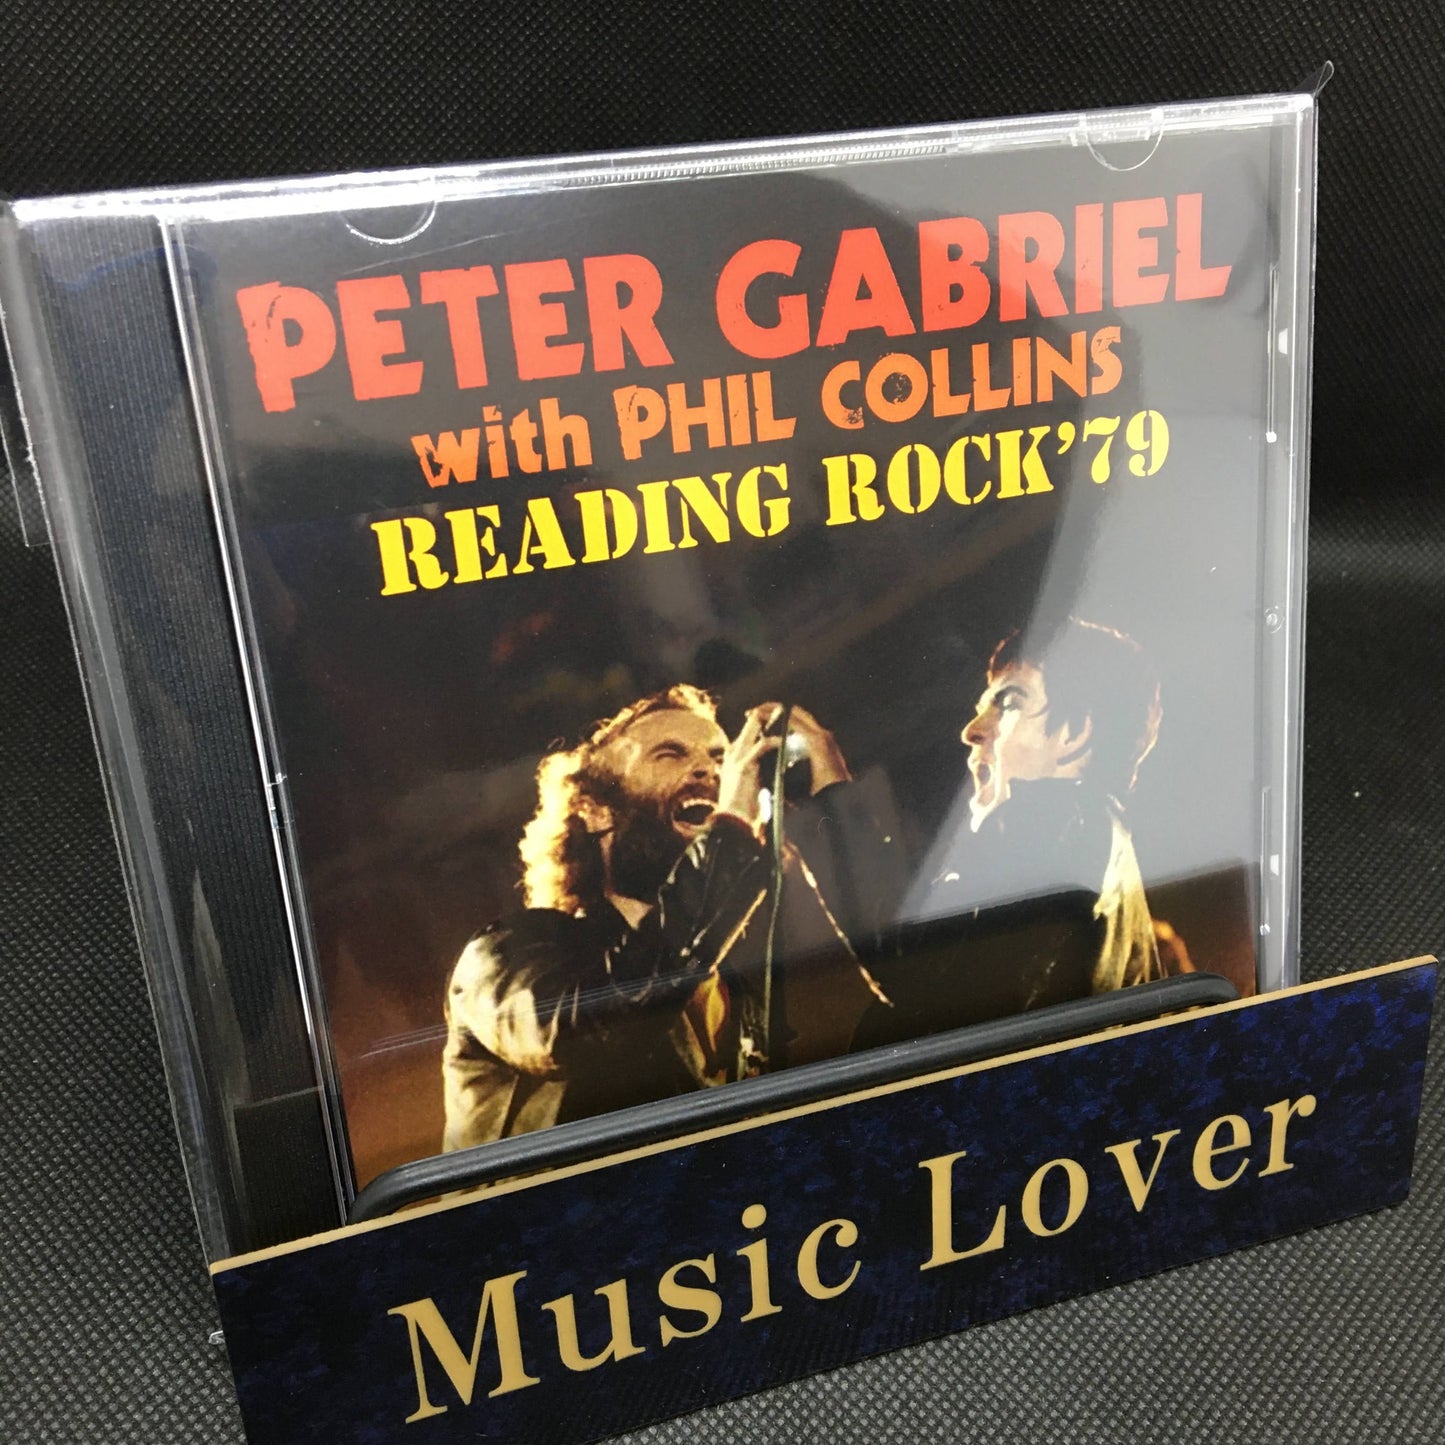 PETER GABRIEL
with PHIL COLLINS
READING ROCK'79
Music Lover